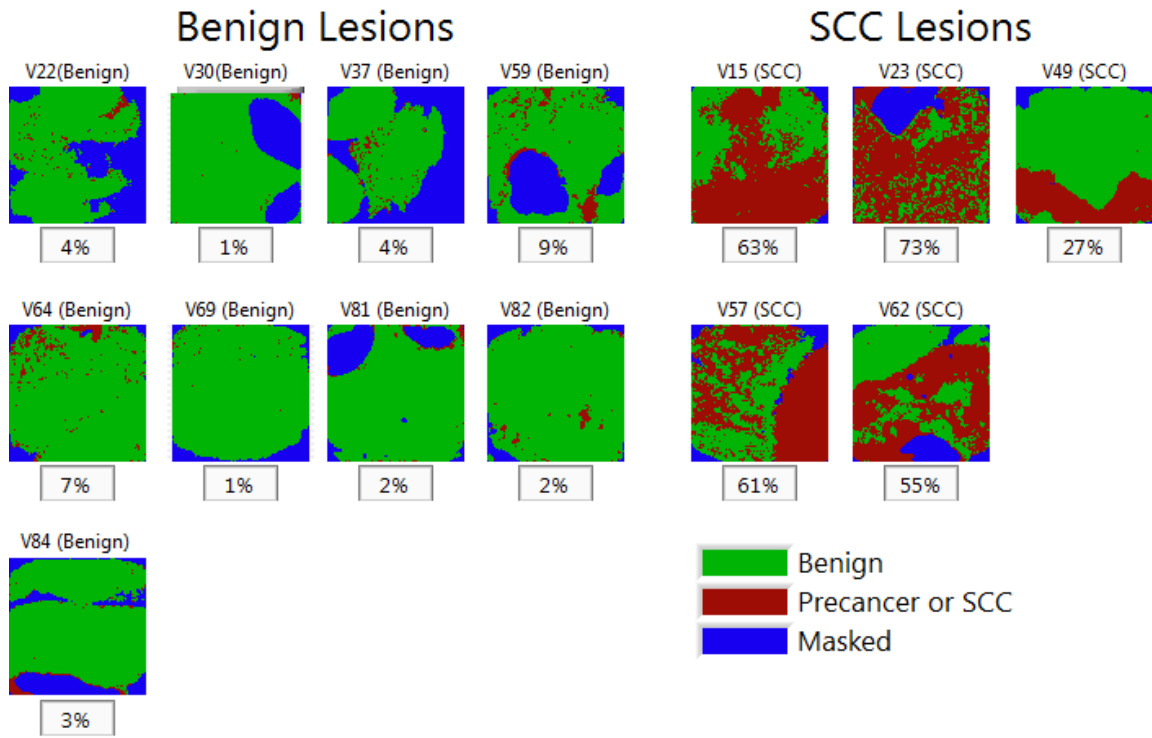 Benign Lesions
SCC Lesions
V22(Benign)
V30(Benign)
V37 (Benign)
V59 (Benign)
V15 (SCC)
V23 (SCC)
V49 (SCC)
4%
1%
4%
9%
63%
73%
27%
V64 (Benign)
V69 (Benign)
V81 (Benign)
V82 (Benign)
V57 (SCC)
V62 (SCC)
7%
1%
2%
2%
61%
55%
V84 (Benign)
3%
Benign
Precancer or SCC
Masked